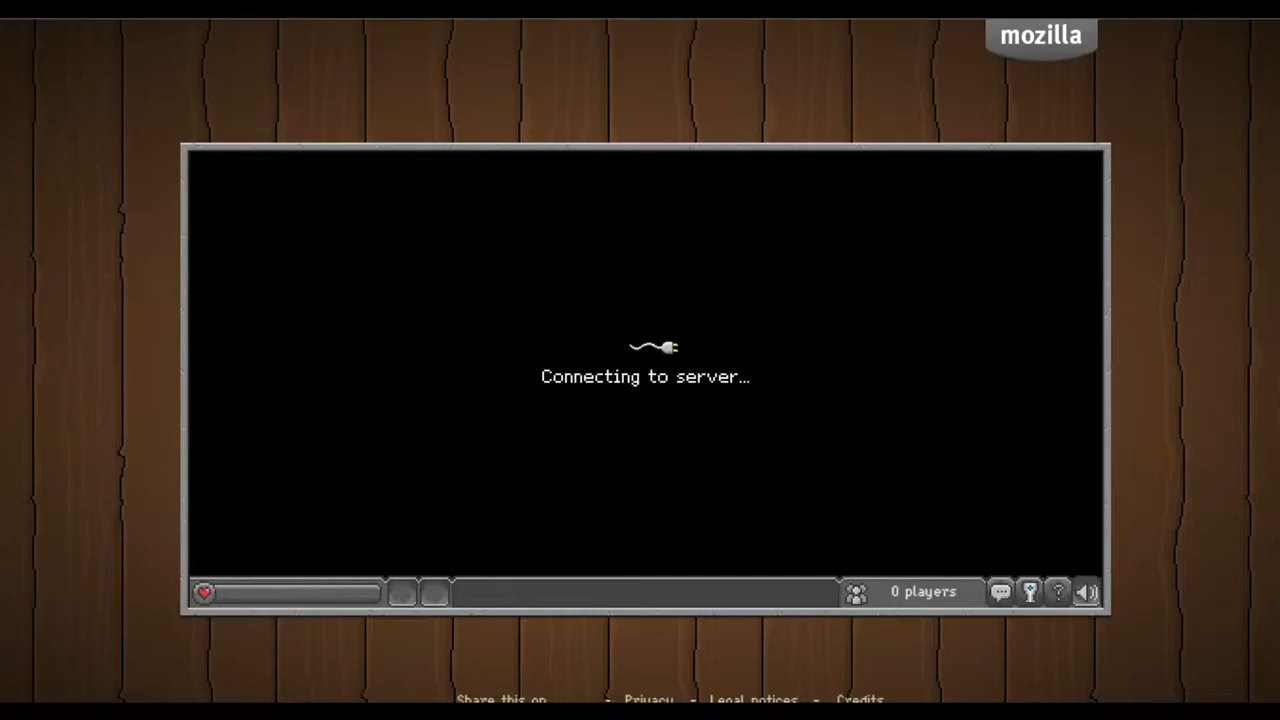 mozilla
Connecting to server...
0 players
?
Share this on - Privacy - Legal notices - Credits